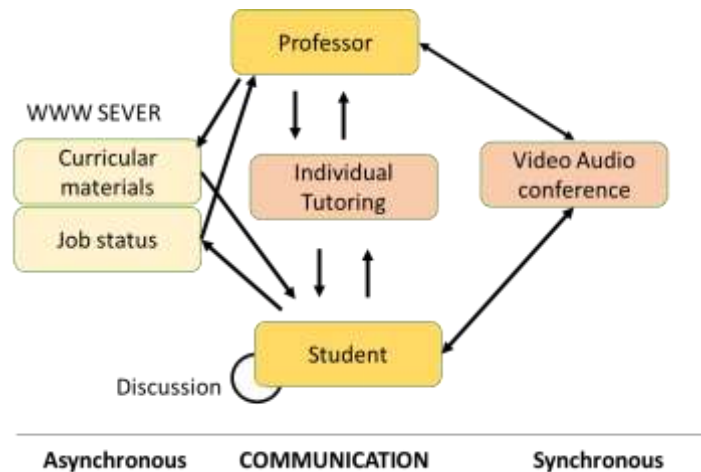 Professor
WWW SEVER
Curricular
materials
Individual
Tutoring
Video Audio
conference
Job status
Student
Discussion
Asynchronous COMMUNICATION Synchronous